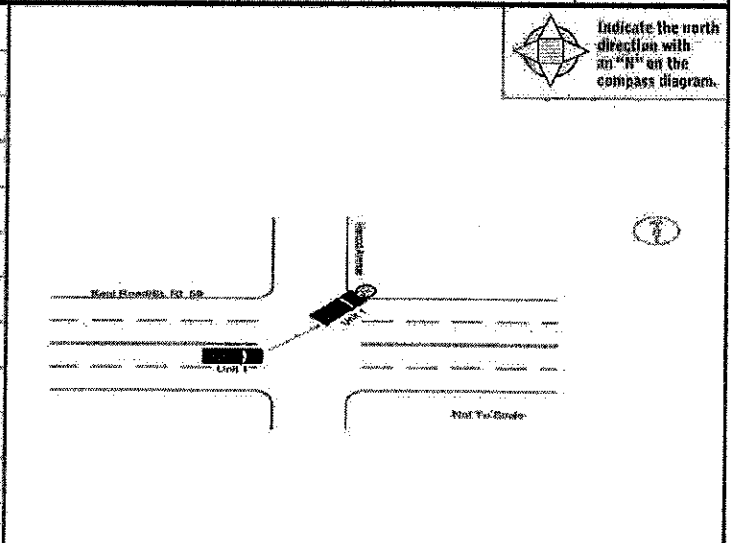 Indicate the north
direction with
an "N" on the
compass diagram.
Unit 1
Unit 1
Not To Scale